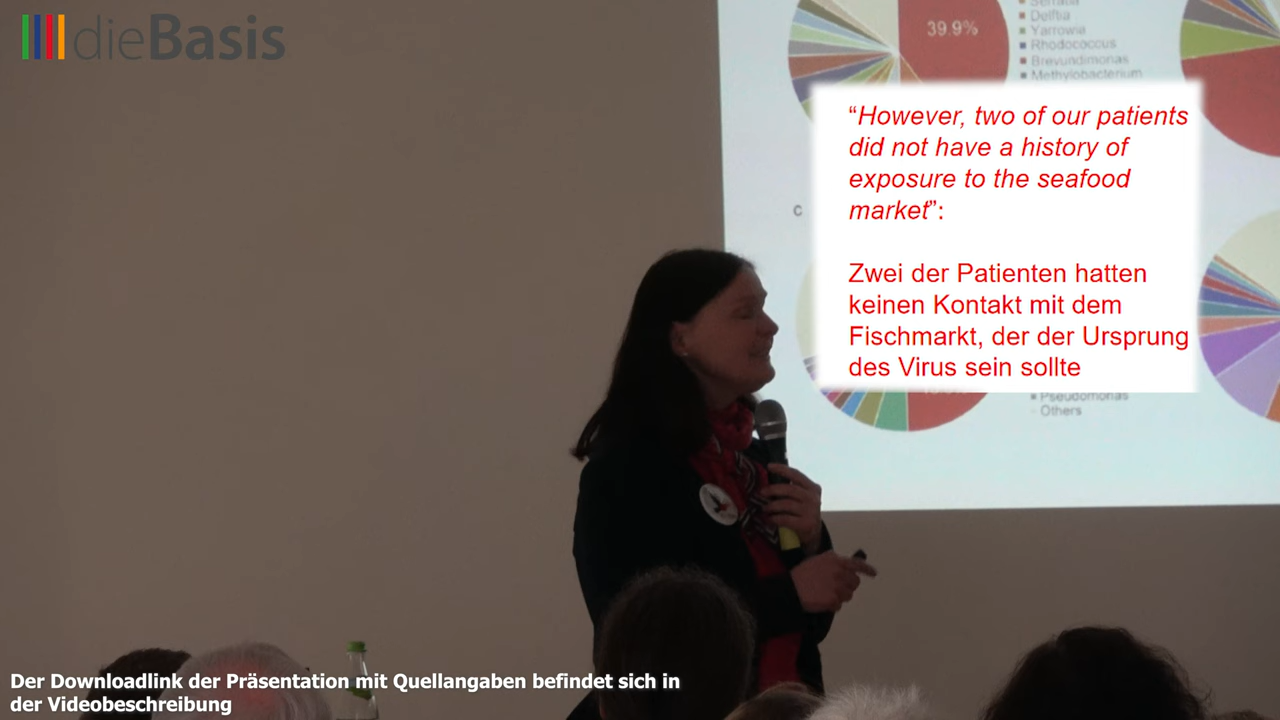 dieBasis
39.9%
Serratia
Delftia
Yarrowia
Rhodococcus
Brevundimonas
Methylobacterium
“However, two of our patients
did not have a history of
exposure to the seafood
market”:
c
Zwei der Patienten hatten
keinen Kontakt mit dem
Fischmarkt, der der Ursprung
des Virus sein sollte
Pseudomonas
Others
Der Downloadlink der Präsentation mit Quellangaben befindet sich in
der Videobeschreibung